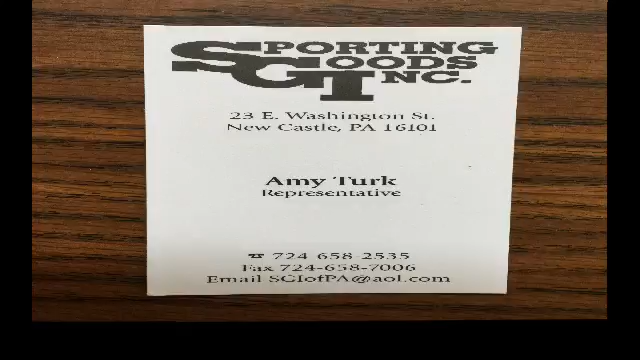 SPORTING
GOODS
INC.
23 E. Washington St.
New Castle, PA 16101
Amy Turk
Representative
☎ 724 658-2535
Fax 724-658-7006
Email SGIofPA@aol.com